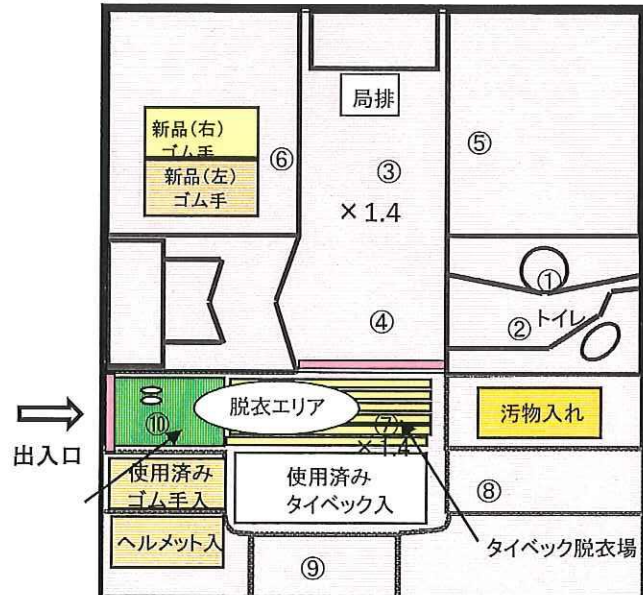 局排
新品(右)
ゴム手
新品(左)
ゴム手
⑥
③
× 1.4
⑤
①
② トイレ
④
出入口
⑩
脱衣エリア
⑦
× 1.4
汚物入れ
使用済み
ゴム手入
使用済み
タイベック入
⑧
ヘルメット入
⑨
タイベック脱衣場